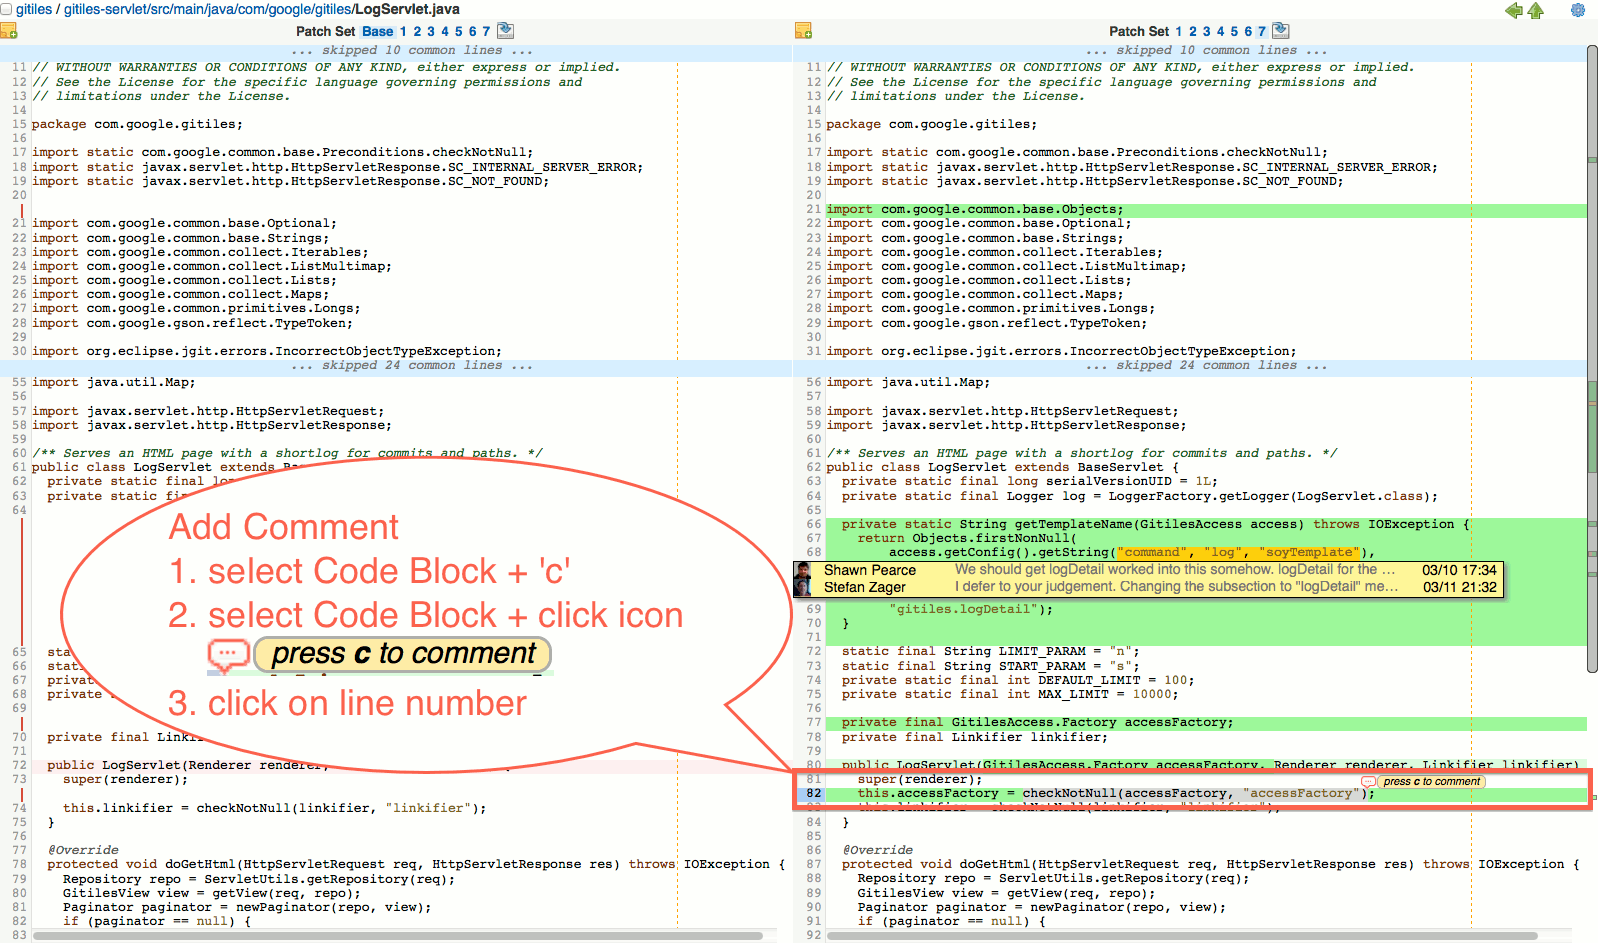 gitiles / gitiles-servlet/src/main/java/com/google/gitiles/LogServlet.java
Patch Set Base 1 2 3 4 5 6 7
... skipped 10 common lines ...
11 // WITHOUT WARRANTIES OR CONDITIONS OF ANY KIND, either express or implied.
12 // See the License for the specific language governing permissions and
13 // limitations under the License.
14
15 package com.google.gitiles;
16
17 import static com.google.common.base.Preconditions.checkNotNull;
18 import static javax.servlet.http.HttpServletResponse.SC_INTERNAL_SERVER_ERROR;
19 import static javax.servlet.http.HttpServletResponse.SC_NOT_FOUND;
20
21 import com.google.common.base.Optional;
22 import com.google.common.base.Strings;
23 import com.google.common.collect.Iterables;
24 import com.google.common.collect.ListMultimap;
25 import com.google.common.collect.Lists;
26 import com.google.common.collect.Maps;
27 import com.google.common.primitives.Longs;
28 import com.google.gson.reflect.TypeToken;
29
30 import org.eclipse.jgit.errors.IncorrectObjectTypeException;
... skipped 24 common lines ...
55 import java.util.Map;
56
57 import javax.servlet.http.HttpServletRequest;
58 import javax.servlet.http.HttpServletResponse;
59
60 /** Serves an HTML page with a shortlog for commits and paths. */
61 public class LogServlet extends
62 private static final
63 private static
64
Add Comment
1. select Code Block + 'c'
2. select Code Block + click icon
press c to comment
3. click on line number
65
66
67
68 private
69
70 private final
71
72 public LogServlet(Renderer renderer,
73 super(renderer);
74 this.linkifier = checkNotNull(linkifier, "linkifier");
75 }
76
77 @Override
78 protected void doGetHtml(HttpServletRequest req, HttpServletResponse res) throws IOException {
79 Repository repo = ServletUtils.getRepository(req);
80 GitilesView view = getView(req, repo);
81 Paginator paginator = newPaginator(repo, view);
82 if (paginator == null) {
83
Patch Set 1 2 3 4 5 6 7
... skipped 10 common lines ...
11 // WITHOUT WARRANTIES OR CONDITIONS OF ANY KIND, either express or implied.
12 // See the License for the specific language governing permissions and
13 // limitations under the License.
14
15 package com.google.gitiles;
16
17 import static com.google.common.base.Preconditions.checkNotNull;
18 import static javax.servlet.http.HttpServletResponse.SC_INTERNAL_SERVER_ERROR;
19 import static javax.servlet.http.HttpServletResponse.SC_NOT_FOUND;
20
21 import com.google.common.base.Objects;
22 import com.google.common.base.Optional;
23 import com.google.common.base.Strings;
24 import com.google.common.collect.Iterables;
25 import com.google.common.collect.ListMultimap;
26 import com.google.common.collect.Lists;
27 import com.google.common.collect.Maps;
28 import com.google.common.primitives.Longs;
29 import com.google.gson.reflect.TypeToken;
30
31 import org.eclipse.jgit.errors.IncorrectObjectTypeException;
... skipped 24 common lines ...
56 import java.util.Map;
57
58 import javax.servlet.http.HttpServletRequest;
59 import javax.servlet.http.HttpServletResponse;
60
61 /** Serves an HTML page with a shortlog for commits and paths. */
62 public class LogServlet extends BaseServlet {
63 private static final long serialVersionUID = 1L;
64 private static final Logger log = LoggerFactory.getLogger(LogServlet.class);
65
66 private static String getTemplateName(GitilesAccess access) throws IOException {
67 return Objects.firstNonNull(
68 access.getConfig().getString("command", "log", "soyTemplate"),
Shawn Pearce We should get logDetail worked into this somehow. logDetail for the ... 03/10 17:34
Stefan Zager I defer to your judgement. Changing the subsection to "logDetail" me... 03/11 21:32
69 "gitiles.logDetail");
70 }
71
72 static final String LIMIT_PARAM = "n";
73 static final String START_PARAM = "s";
74 private static final int DEFAULT_LIMIT = 100;
75 private static final int MAX_LIMIT = 10000;
76
77 private final GitilesAccess.Factory accessFactory;
78 private final Linkifier linkifier;
79
80 public LogServlet(GitilesAccess.Factory accessFactory, Renderer renderer, Linkifier linkifier)
81 super(renderer);
press c to comment
82 this.accessFactory = checkNotNull(accessFactory, "accessFactory");
84 }
85
86 @Override
87 protected void doGetHtml(HttpServletRequest req, HttpServletResponse res) throws IOException {
88 Repository repo = ServletUtils.getRepository(req);
89 GitilesView view = getView(req, repo);
90 Paginator paginator = newPaginator(repo, view);
91 if (paginator == null) {
92